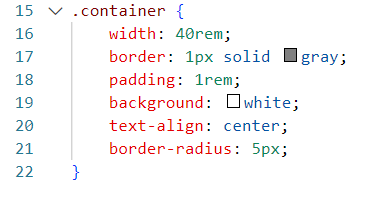 15 .container {
16 width: 40rem;
17 border: 1px solid gray;
18 padding: 1rem;
19 background: white;
20 text-align: center;
21 border-radius: 5px;
22 }